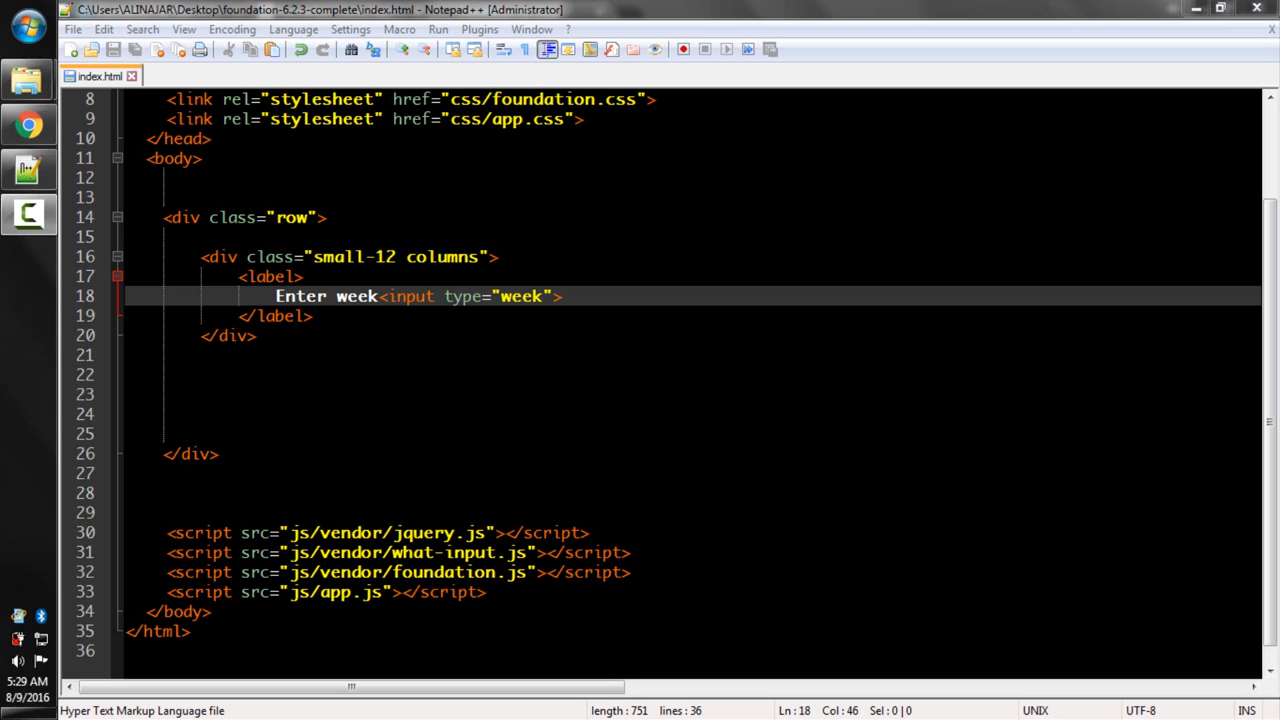 C:\Users\ALINAJAR\Desktop\foundation-6.2.3-complete\index.html - Notepad++ [Administrator]
File Edit Search View Encoding Language Settings Macro Run Plugins Window ? X
index.html
8 <link rel="stylesheet" href="css/foundation.css">
9 <link rel="stylesheet" href="css/app.css">
10 </head>
11 <body>
12
13
14 <div class="row">
15
16 <div class="small-12 columns">
17 <label>
18 Enter week<input type="week">
19 </label>
20 </div>
21
22
23
24
25
26 </div>
27
28
29
30 <script src="js/vendor/jquery.js"></script>
31 <script src="js/vendor/what-input.js"></script>
32 <script src="js/vendor/foundation.js"></script>
33 <script src="js/app.js"></script>
34 </body>
35 </html>
36
5:29 AM
8/9/2016
Hyper Text Markup Language file length : 751 lines : 36 Ln : 18 Col : 46 Sel : 0 | 0 UNIX UTF-8 INS